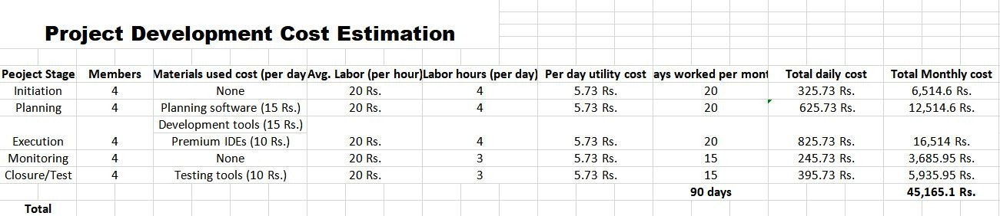 Project Development Cost Estimation
Peoject Stage Members Materials used cost (per day Avg. Labor (per hour) Labor hours (per day) Per day utility cost ays worked per mont Total daily cost Total Monthly cost
Initiation 4 None 20 Rs. 4 5.73 Rs. 20 325.73 Rs. 6,514.6 Rs.
Planning 4 Planning software (15 Rs.) 20 Rs. 4 5.73 Rs. 20 625.73 Rs. 12,514.6 Rs.
Development tools (15 Rs.)
Execution 4 Premium IDEs (10 Rs.) 20 Rs. 4 5.73 Rs. 20 825.73 Rs. 16,514 Rs.
Monitoring 4 None 20 Rs. 3 5.73 Rs. 15 245.73 Rs. 3,685.95 Rs.
Closure/Test 4 Testing tools (10 Rs.) 20 Rs. 3 5.73 Rs. 15 395.73 Rs. 5,935.95 Rs.
90 days 45,165.1 Rs.
Total